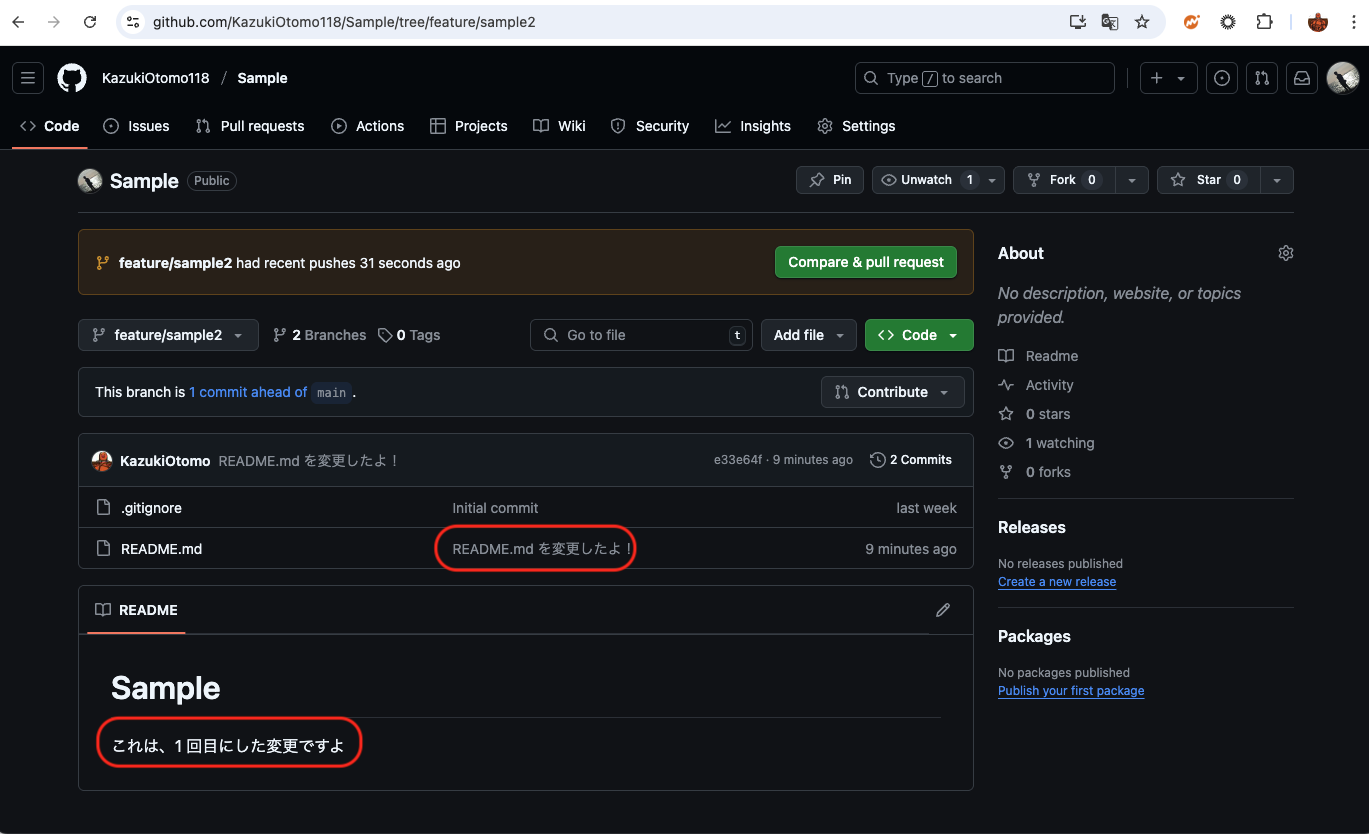 github.com/KazukiOtomo118/Sample/tree/feature/sample2
KazukiOtomo118 / Sample
Type / to search
Code
Issues
Pull requests
Actions
Projects
Wiki
Security
Insights
Settings
Sample Public
Pin
Unwatch 1
Fork 0
Star 0
feature/sample2 had recent pushes 31 seconds ago
Compare & pull request
feature/sample2
2 Branches
0 Tags
Go to file t
Add file
Code
This branch is 1 commit ahead of main .
Contribute
KazukiOtomo README.md を変更したよ！
e33e64f · 9 minutes ago
2 Commits
.gitignore Initial commit last week
README.md README.md を変更したよ！ 9 minutes ago
README
Sample
これは、1 回目にした変更ですよ
About
No description, website, or topics
provided.
Readme
Activity
0 stars
1 watching
0 forks
Releases
No releases published
Create a new release
Packages
No packages published
Publish your first package